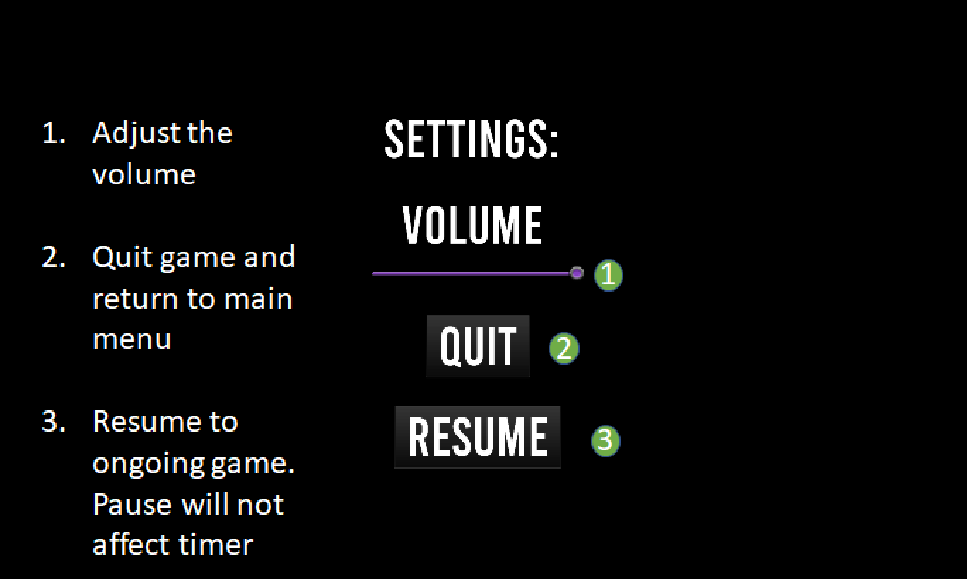 1. Adjust the
volume
2. Quit game and
return to main
menu
3. Resume to
ongoing game.
Pause will not
affect timer
SETTINGS:
VOLUME
1
QUIT
2
RESUME
3